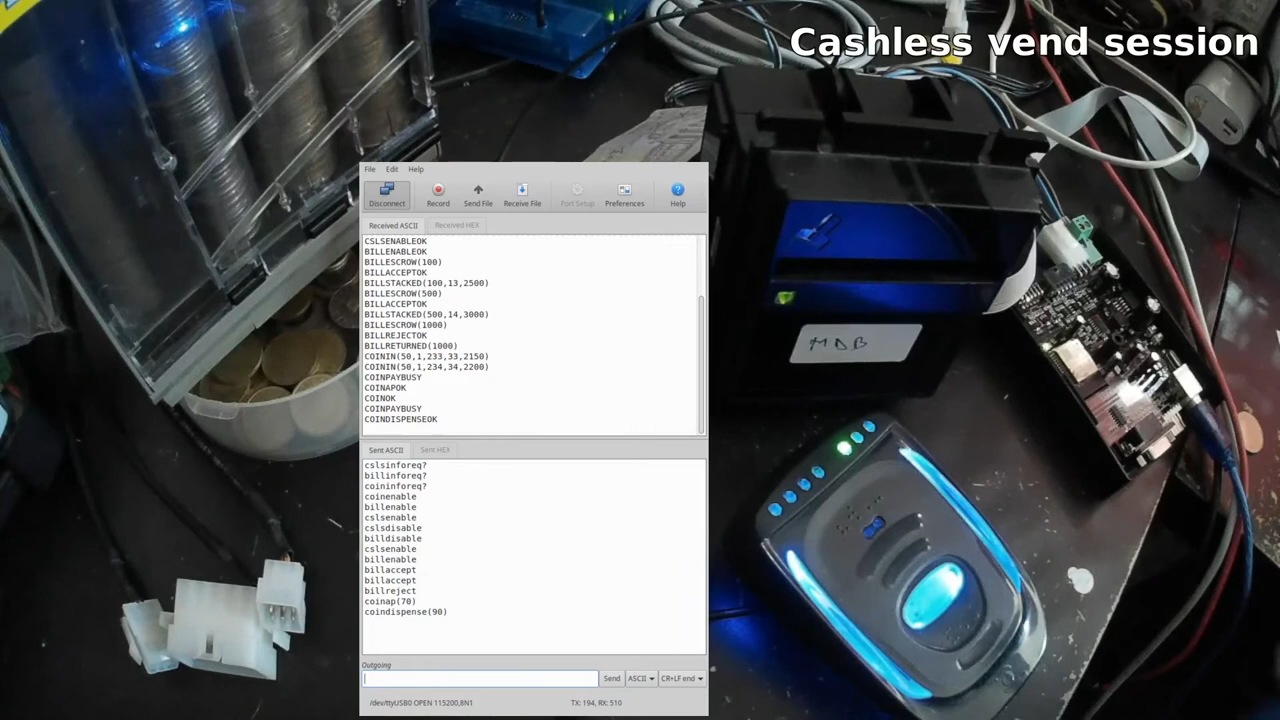 Cashless vend session
File Edit Help
Disconnect Record Send File Receive File Port Setup Preferences Help
Received ASCII Received HEX
CSLSENABLEOK
BILLENABLEOK
BILLESCROW(100)
BILLACCEPTOK
BILLSTACKED(100,13,2500)
BILLESCROW(500)
BILLACCEPTOK
BILLSTACKED(500,14,3000)
BILLESCROW(1000)
BILLREJECTOK
BILLRETURNED(1000)
COININ(50,1,233,33,2150)
COININ(50,1,234,34,2200)
COINPAYBUSY
COINAPOK
COINOK
COINPAYBUSY
COINDISPENSEOK
Sent ASCII Sent HEX
cslsinforeq?
billinforeq?
coininforeq?
coinenable
billenable
cslsenable
cslsdisable
billdisable
cslsenable
billenable
billaccept
billaccept
billreject
coinap(70)
coindispense(90)
Outgoing
Send ASCII CR+LF end
/dev/ttyUSB0 OPEN 115200,8N1 TX: 194, RX: 510
MDB